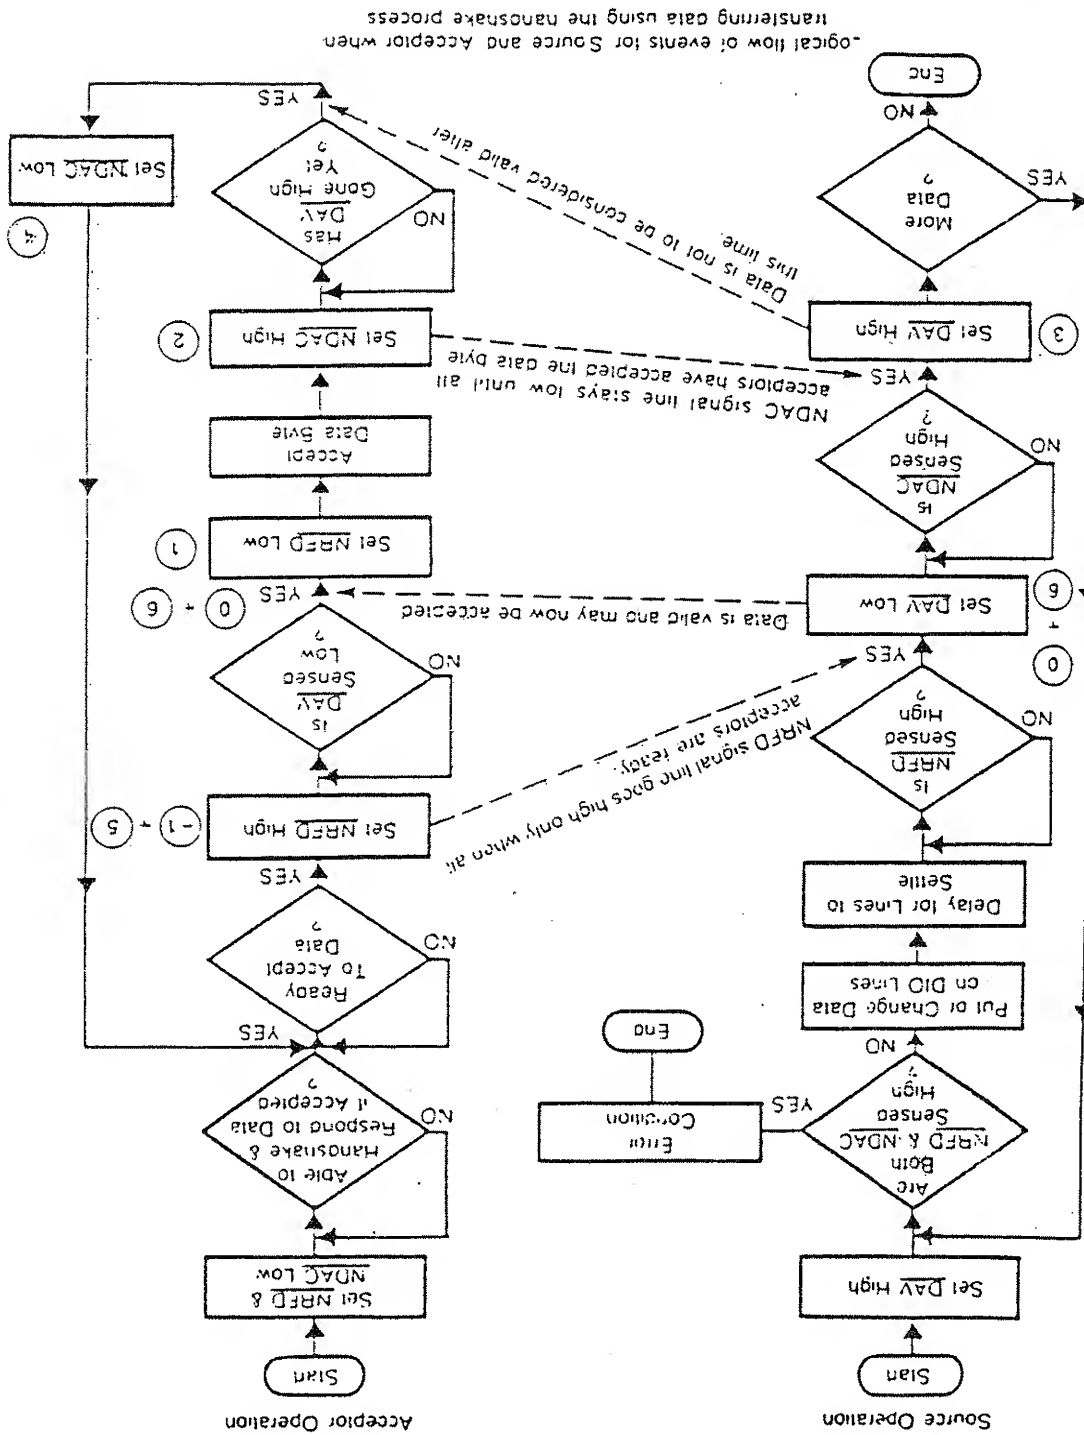 Source Operation
Start
Set DAV High
Are
Both
NRFD & NDAC
Sensed
High
?
YES
Error
Condition
End
NO
Put or Change Data
on DIO Lines
Delay for Lines to
Settle
Is
NRFD
Sensed
High
?
NO
YES
0
+
6
Set DAV Low
Is
NDAC
Sensed
High
?
NO
YES
3
Set DAV High
More
Data
?
YES
NO
End
Acceptor Operation
Start
Set NRFD &
NDAC Low
Able to
Handshake &
Respond to Data
if Accepted
?
NO
YES
Ready
To Accept
Data
?
NO
YES
Set NRFD High
-1 + 5
NRFD signal line goes high only when all
acceptors are ready.
Is
DAV
Sensed
Low
?
NO
YES
0 + 6
Data is valid and may now be accepted
Set NRFD Low
1
Accept
Data Byte
NDAC signal line stays low until all
acceptors have accepted the data byte
Set NDAC High
2
Data is not to be considered valid after
this time.
Has
DAV
Gone High
Yet
?
NO
YES
4
Set NDAC Low
Logical flow of events for Source and Acceptor when
transferring data using the handshake process